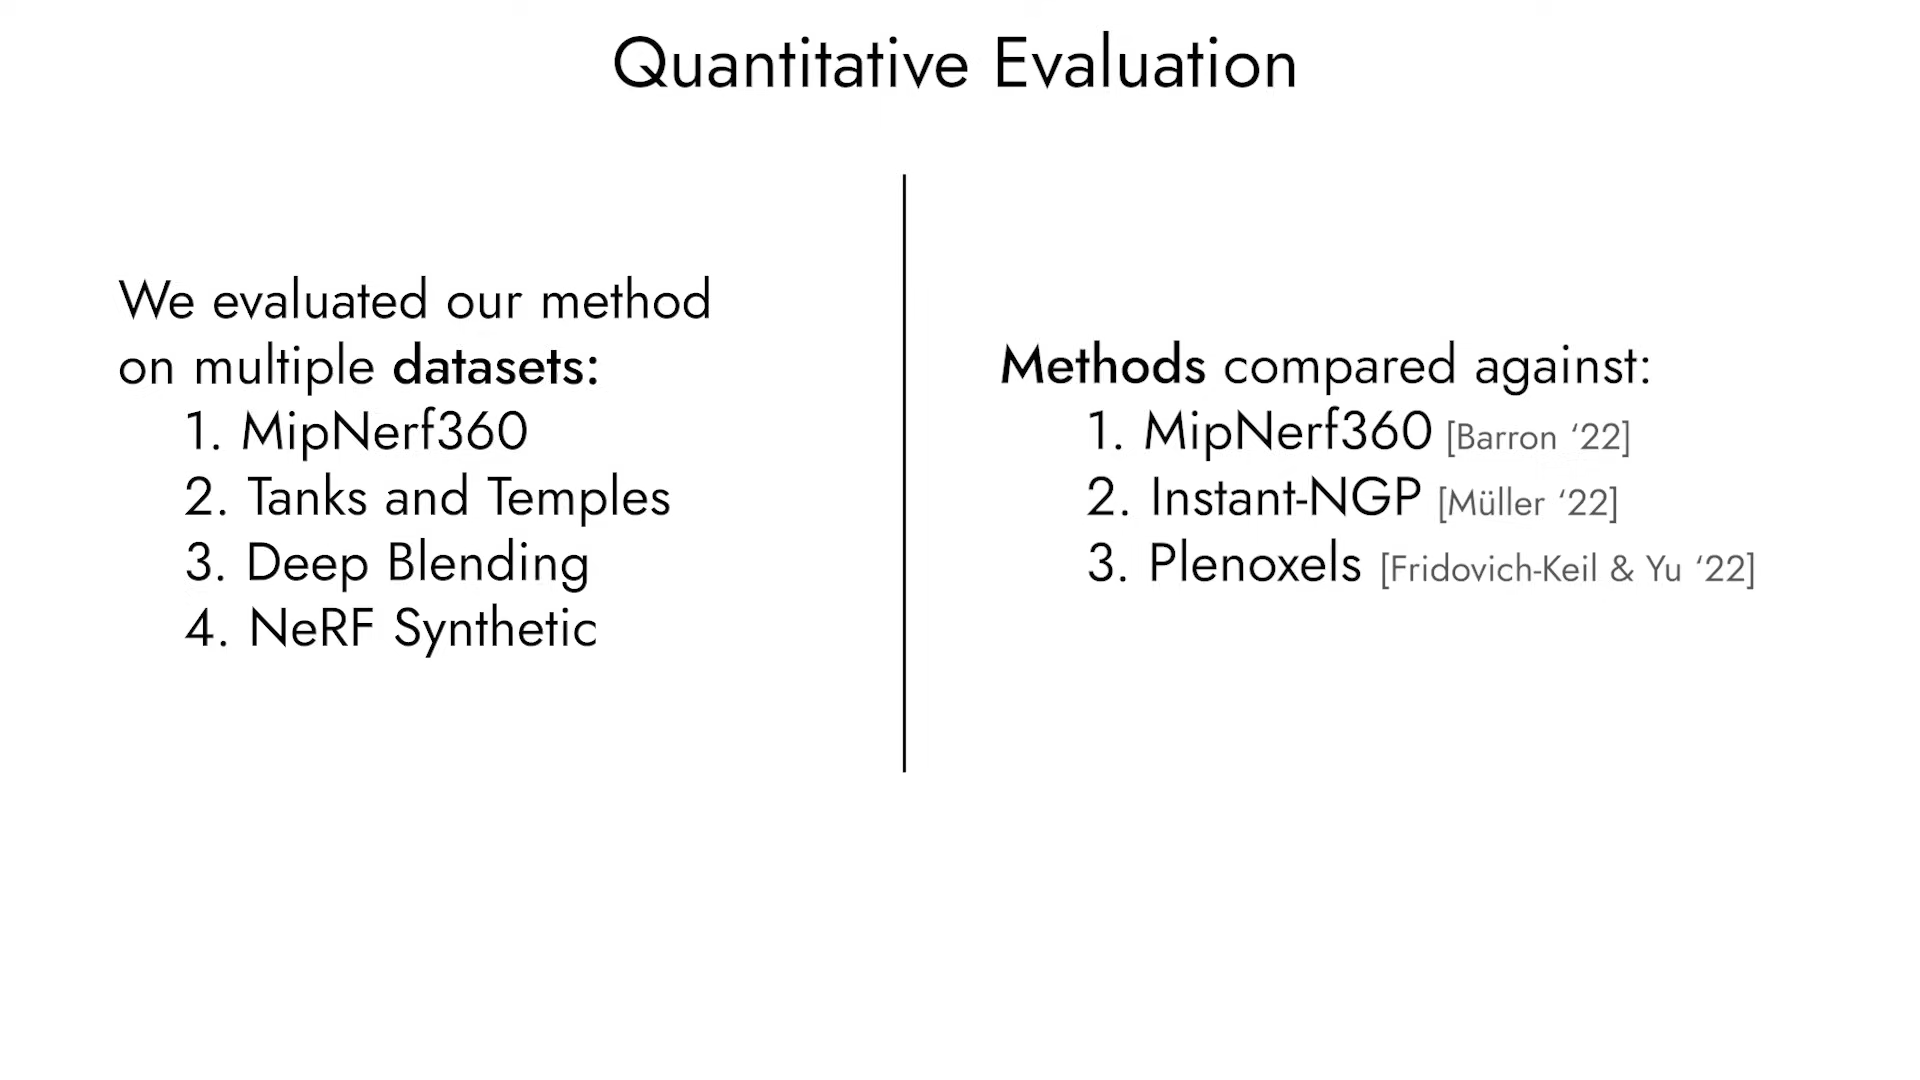 Quantitative Evaluation
We evaluated our method
on multiple datasets:
1. MipNerf360
2. Tanks and Temples
3. Deep Blending
4. NeRF Synthetic
Methods compared against:
1. MipNerf360 [Barron ‘22]
2. Instant-NGP [Müller ‘22]
3. Plenoxels [Fridovich-Keil & Yu ‘22]